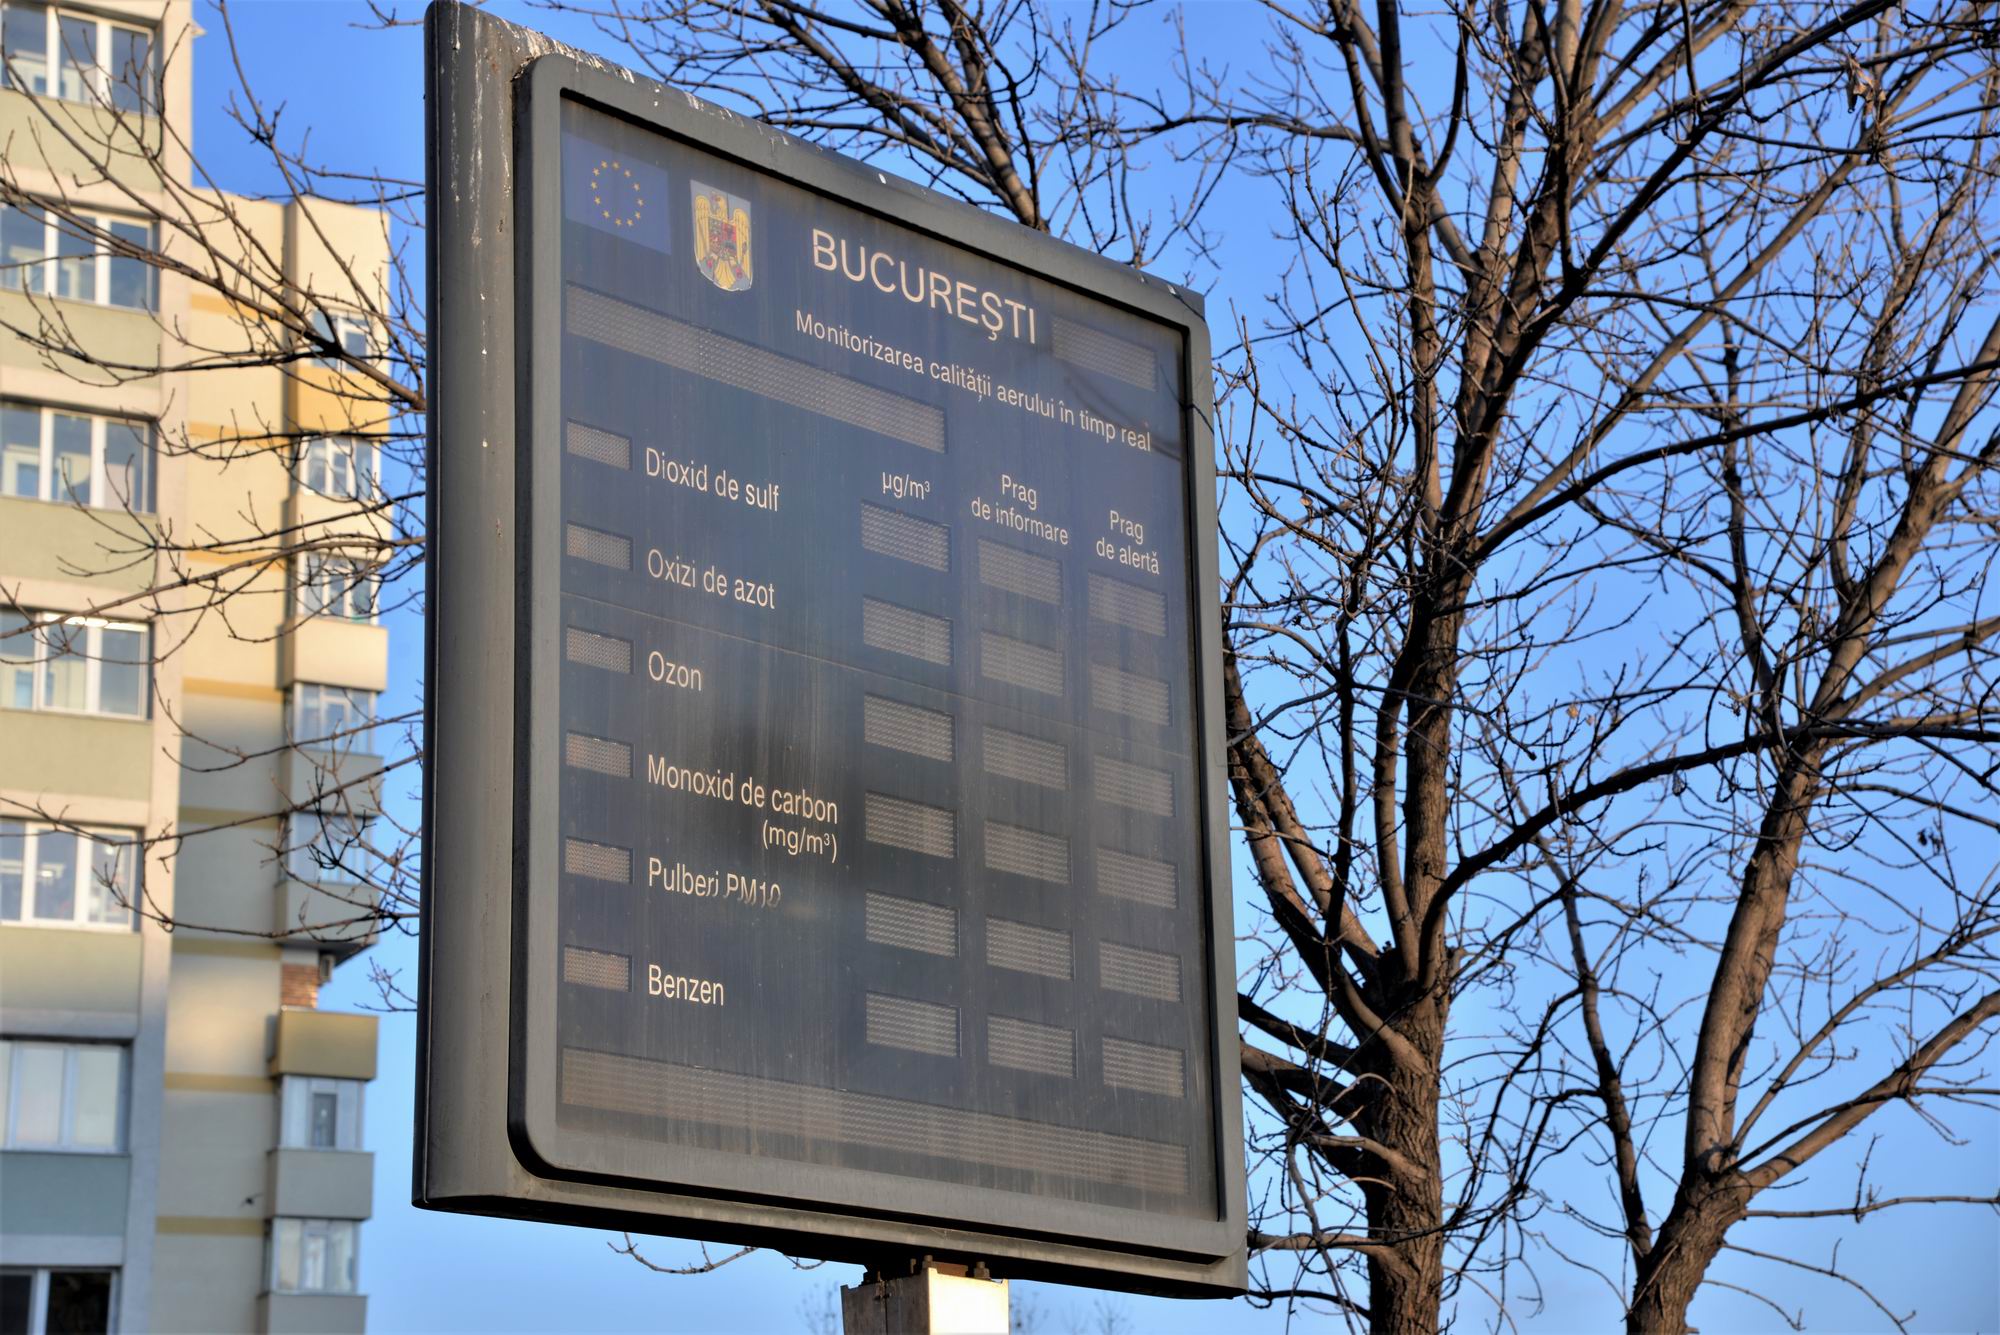 BUCUREŞTI
Monitorizarea calităţii aerului în timp real
µg/m³
Prag
de informare
Prag
de alertă
Dioxid de sulf
Oxizi de azot
Ozon
Monoxid de carbon
(mg/m³)
Pulberi PM10
Benzen